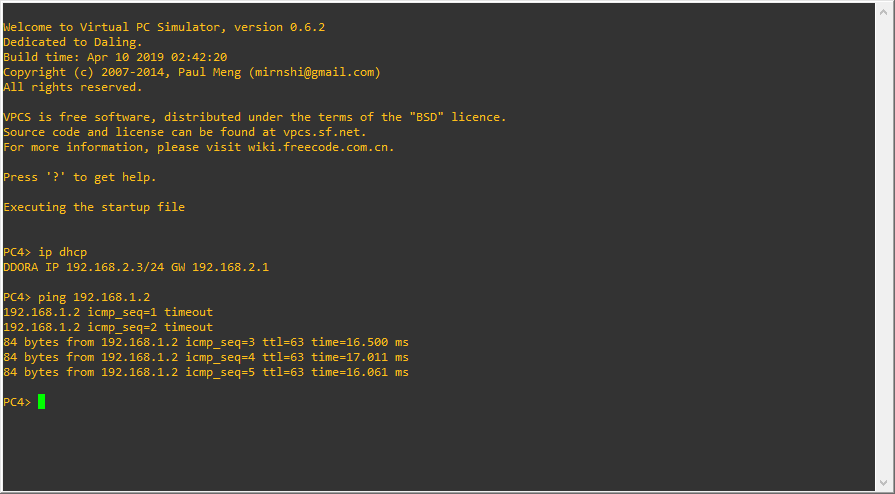 Welcome to Virtual PC Simulator, version 0.6.2
Dedicated to Daling.
Build time: Apr 10 2019 02:42:20
Copyright (c) 2007-2014, Paul Meng (mirnshi@gmail.com)
All rights reserved.
VPCS is free software, distributed under the terms of the "BSD" licence.
Source code and license can be found at vpcs.sf.net.
For more information, please visit wiki.freecode.com.cn.
Press '?' to get help.
Executing the startup file
PC4> ip dhcp
DDORA IP 192.168.2.3/24 GW 192.168.2.1
PC4> ping 192.168.1.2
192.168.1.2 icmp_seq=1 timeout
192.168.1.2 icmp_seq=2 timeout
84 bytes from 192.168.1.2 icmp_seq=3 ttl=63 time=16.500 ms
84 bytes from 192.168.1.2 icmp_seq=4 ttl=63 time=17.011 ms
84 bytes from 192.168.1.2 icmp_seq=5 ttl=63 time=16.061 ms
PC4>